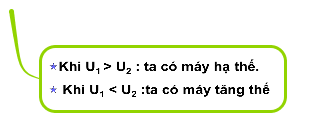 *Khi U₁ > U₂ : ta có máy hạ thế.
* Khi U₁ < U₂ :ta có máy tăng thế